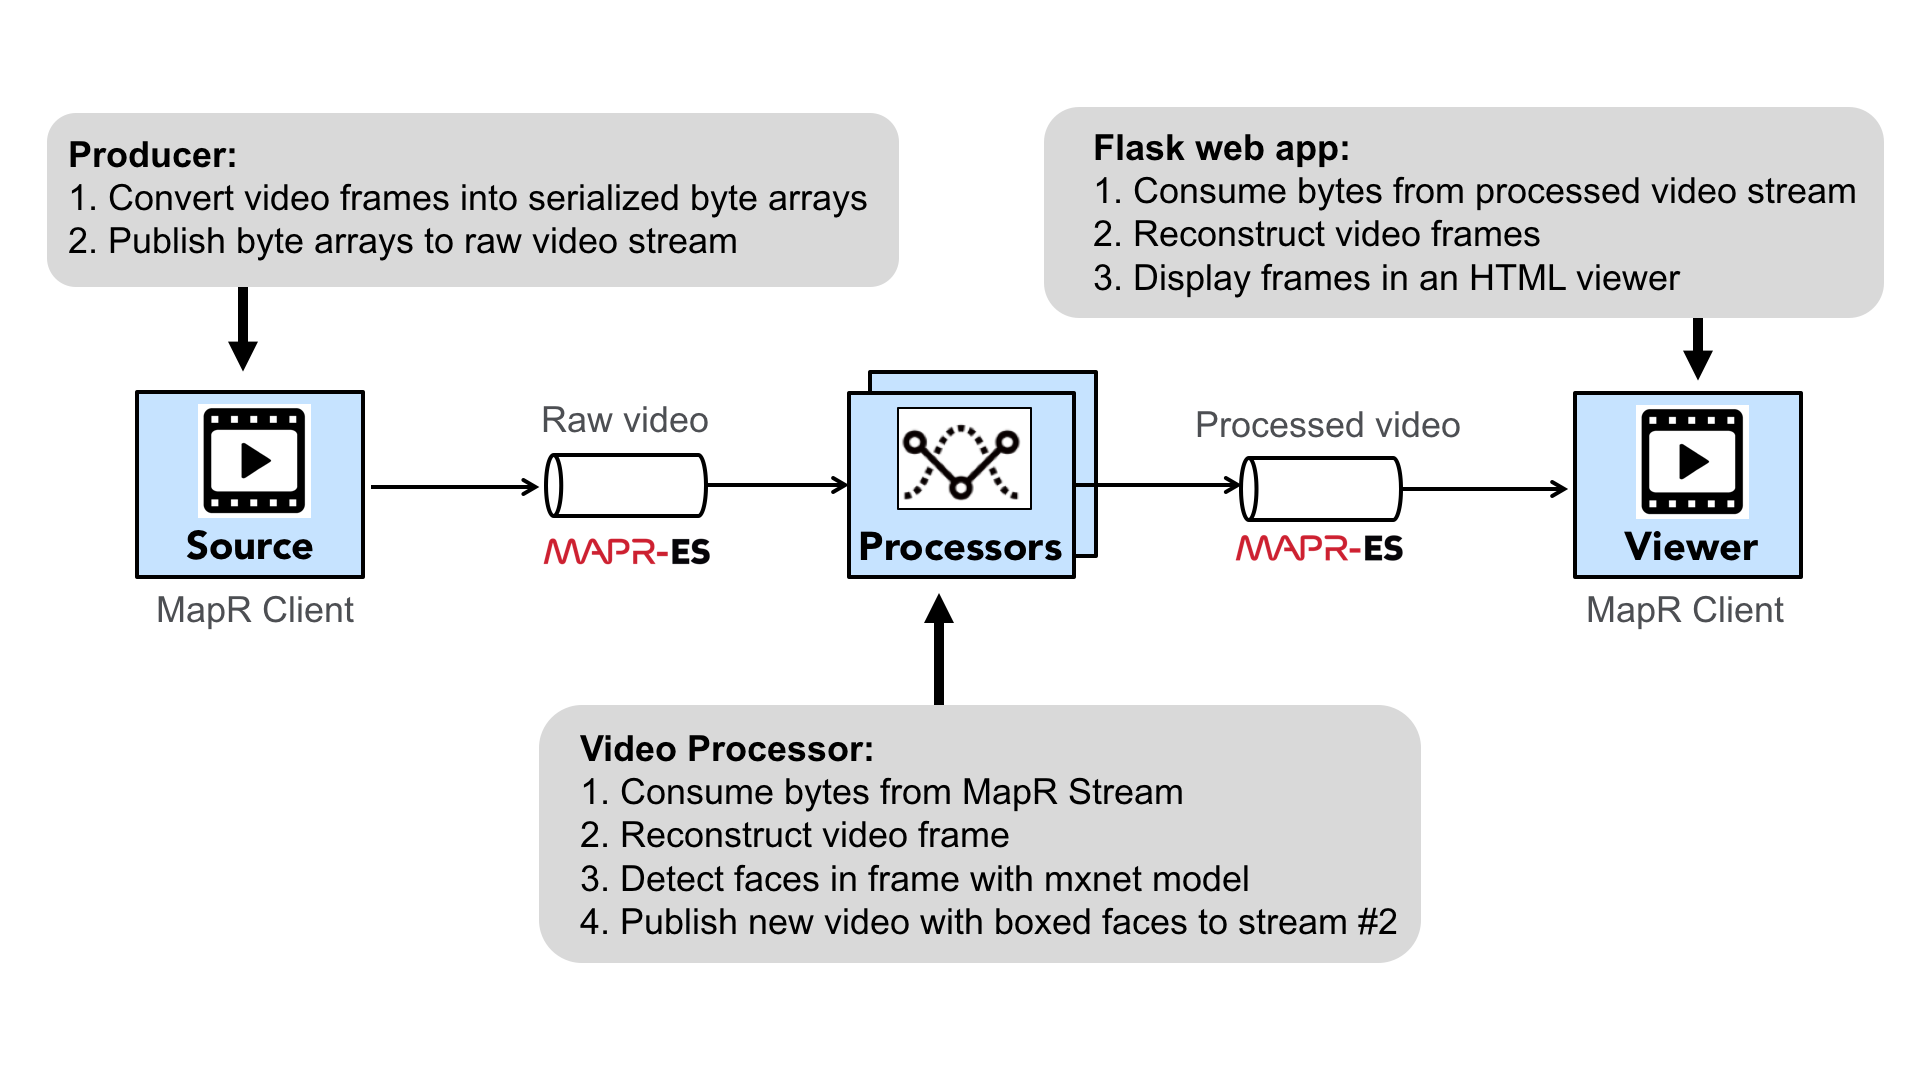 Producer:
1. Convert video frames into serialized byte arrays
2. Publish byte arrays to raw video stream
Flask web app:
1. Consume bytes from processed video stream
2. Reconstruct video frames
3. Display frames in an HTML viewer
Source
MapR Client
Raw video
MAPR-ES
Processors
Processed video
MAPR-ES
Viewer
MapR Client
Video Processor:
1. Consume bytes from MapR Stream
2. Reconstruct video frame
3. Detect faces in frame with mxnet model
4. Publish new video with boxed faces to stream #2